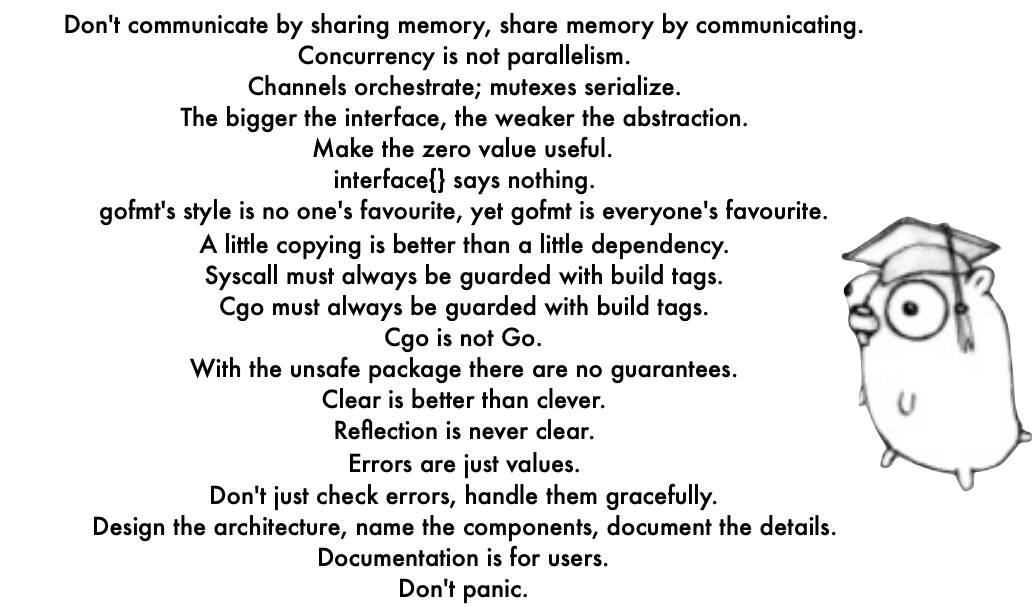 Don't communicate by sharing memory, share memory by communicating.
Concurrency is not parallelism.
Channels orchestrate; mutexes serialize.
The bigger the interface, the weaker the abstraction.
Make the zero value useful.
interface{} says nothing.
gofmt's style is no one's favourite, yet gofmt is everyone's favourite.
A little copying is better than a little dependency.
Syscall must always be guarded with build tags.
Cgo must always be guarded with build tags.
Cgo is not Go.
With the unsafe package there are no guarantees.
Clear is better than clever.
Reflection is never clear.
Errors are just values.
Don't just check errors, handle them gracefully.
Design the architecture, name the components, document the details.
Documentation is for users.
Don't panic.